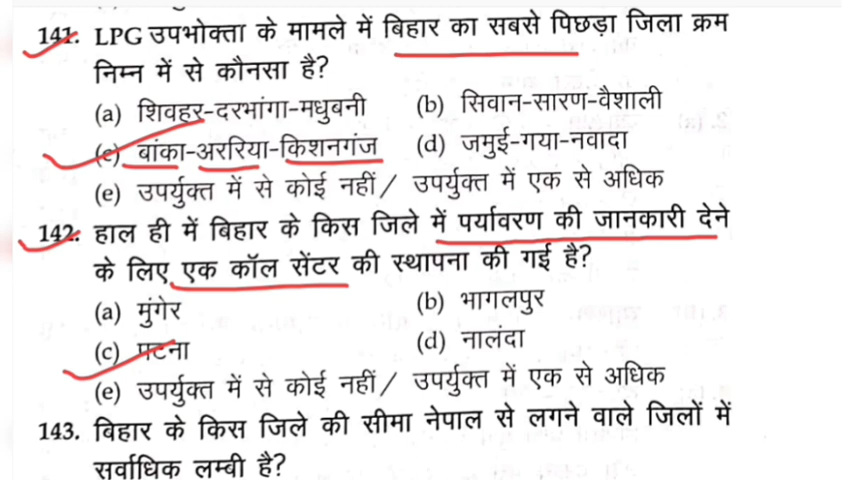 141. LPG उपभोक्ता के मामले में बिहार का सबसे पिछड़ा जिला क्रम
निम्न में से कौनसा है?
(a) शिवहर-दरभांगा-मधुबनी (b) सिवान-सारण-वैशाली
(c) बांका-अररिया-किशनगंज (d) जमुई-गया-नवादा
(e) उपर्युक्त में से कोई नहीं/ उपर्युक्त में एक से अधिक
142. हाल ही में बिहार के किस जिले में पर्यावरण की जानकारी देने
के लिए एक कॉल सेंटर की स्थापना की गई है?
(a) मुंगेर (b) भागलपुर
(c) पटना (d) नालंदा
(e) उपर्युक्त में से कोई नहीं/ उपर्युक्त में एक से अधिक
143. बिहार के किस जिले की सीमा नेपाल से लगने वाले जिलों में
सर्वाधिक लम्बी है?